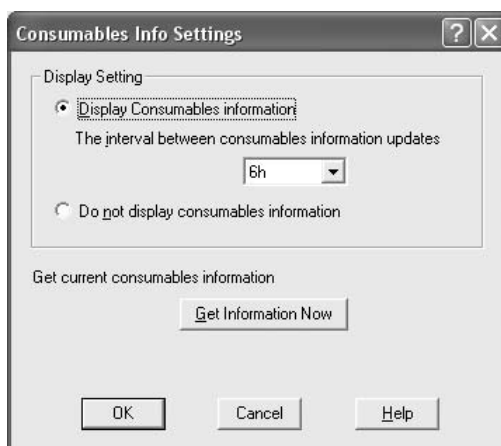 Consumables Info Settings
Display Setting
Display Consumables information
The interval between consumables information updates
6h
Do not display consumables information
Get current consumables information
Get Information Now
OK Cancel Help